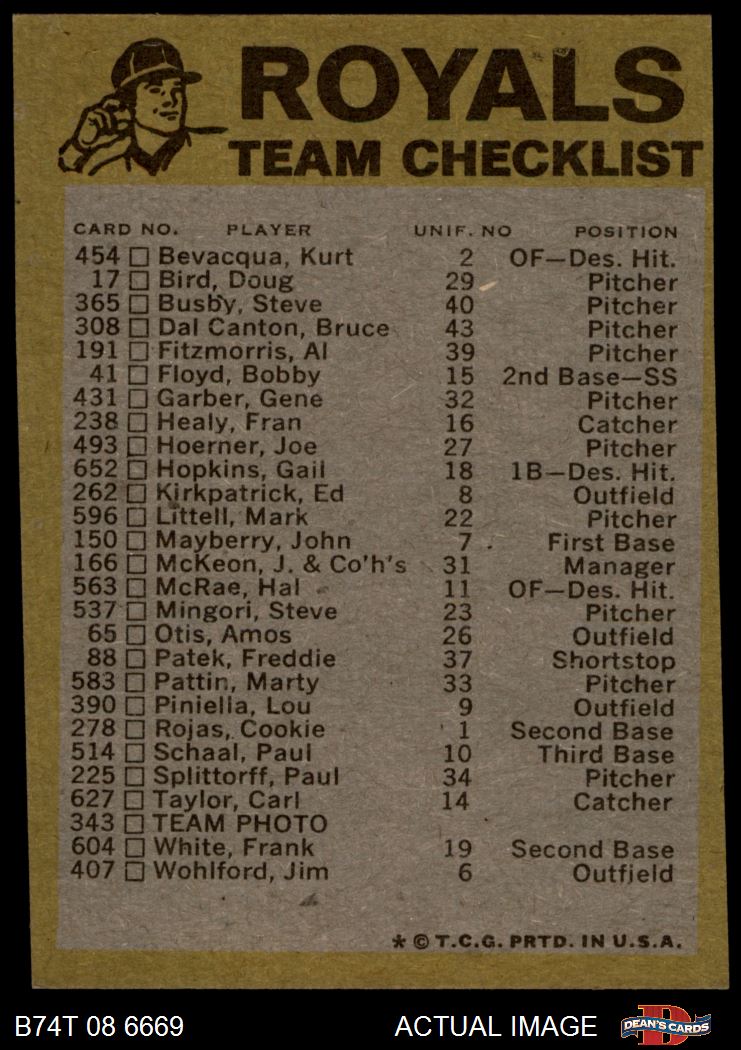 ROYALS
TEAM CHECKLIST
CARD NO. PLAYER UNIF. NO POSITION
454 □ Bevacqua, Kurt 2 OF—Des. Hit.
17 □ Bird, Doug 29 Pitcher
365 □ Busby, Steve 40 Pitcher
308 □ Dal Canton, Bruce 43 Pitcher
191 □ Fitzmorris, Al 39 Pitcher
41 □ Floyd, Bobby 15 2nd Base—SS
431 □ Garber, Gene 32 Pitcher
238 □ Healy, Fran 16 Catcher
493 □ Hoerner, Joe 27 Pitcher
652 □ Hopkins, Gail 18 1B—Des. Hit.
262 □ Kirkpatrick, Ed 8 Outfield
596 □ Littell, Mark 22 Pitcher
150 □ Mayberry, John 7 First Base
166 □ McKeon, J. & Co'h's 31 Manager
563 □ McRae, Hal 11 OF—Des. Hit.
537 □ Mingori, Steve 23 Pitcher
65 □ Otis, Amos 26 Outfield
88 □ Patek, Freddie 37 Shortstop
583 □ Pattin, Marty 33 Pitcher
390 □ Piniella, Lou 9 Outfield
278 □ Rojas, Cookie 1 Second Base
514 □ Schaal, Paul 10 Third Base
225 □ Splittorff, Paul 34 Pitcher
627 □ Taylor, Carl 14 Catcher
343 □ TEAM PHOTO
604 □ White, Frank 19 Second Base
407 □ Wohlford, Jim 6 Outfield
* © T.C.G. PRTD. IN U.S.A.
B74T 08 6669 ACTUAL IMAGE DEAN'S CARDS